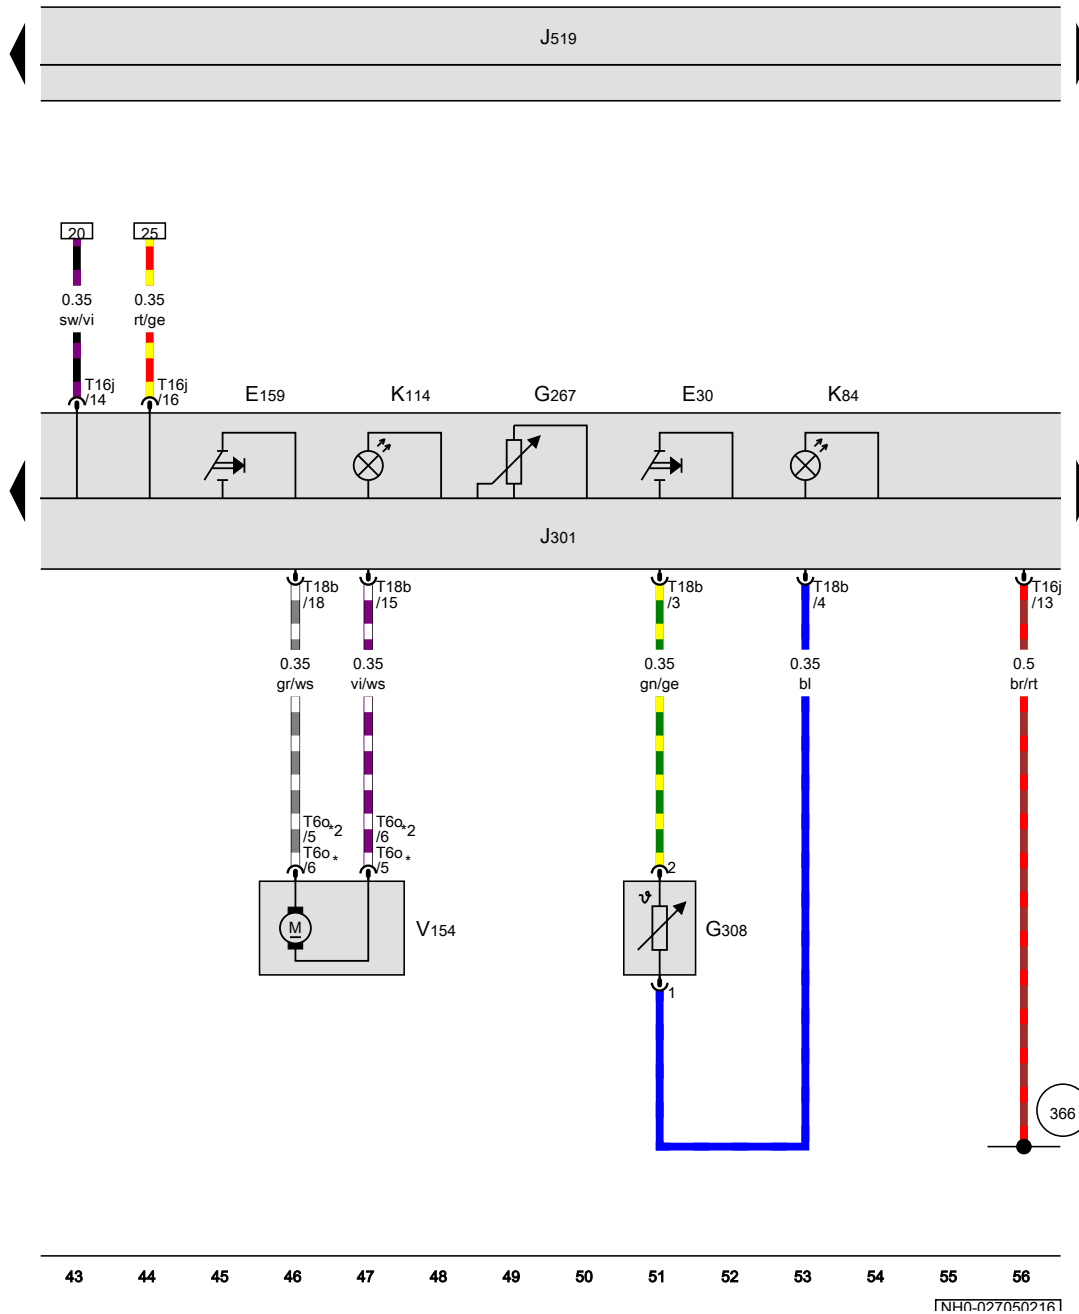 J519
20 25
0.35 0.35
sw/vi rt/ge
T16j T16j
/14 /16
E159 K114 G267 E30 K84
J301
T18b T18b T18b T18b T16j
/18 /15 /3 /4 /13
0.35 0.35 0.35 0.35 0.5
gr/ws vi/ws gn/ge bl br/rt
T6o*2 T6o*2
/5 /6
T6o* T6o*
/6 /5
2
ϑ
M
V154
G308
1
366
43 44 45 46 47 48 49 50 51 52 53 54 55 56
NH0-027050216